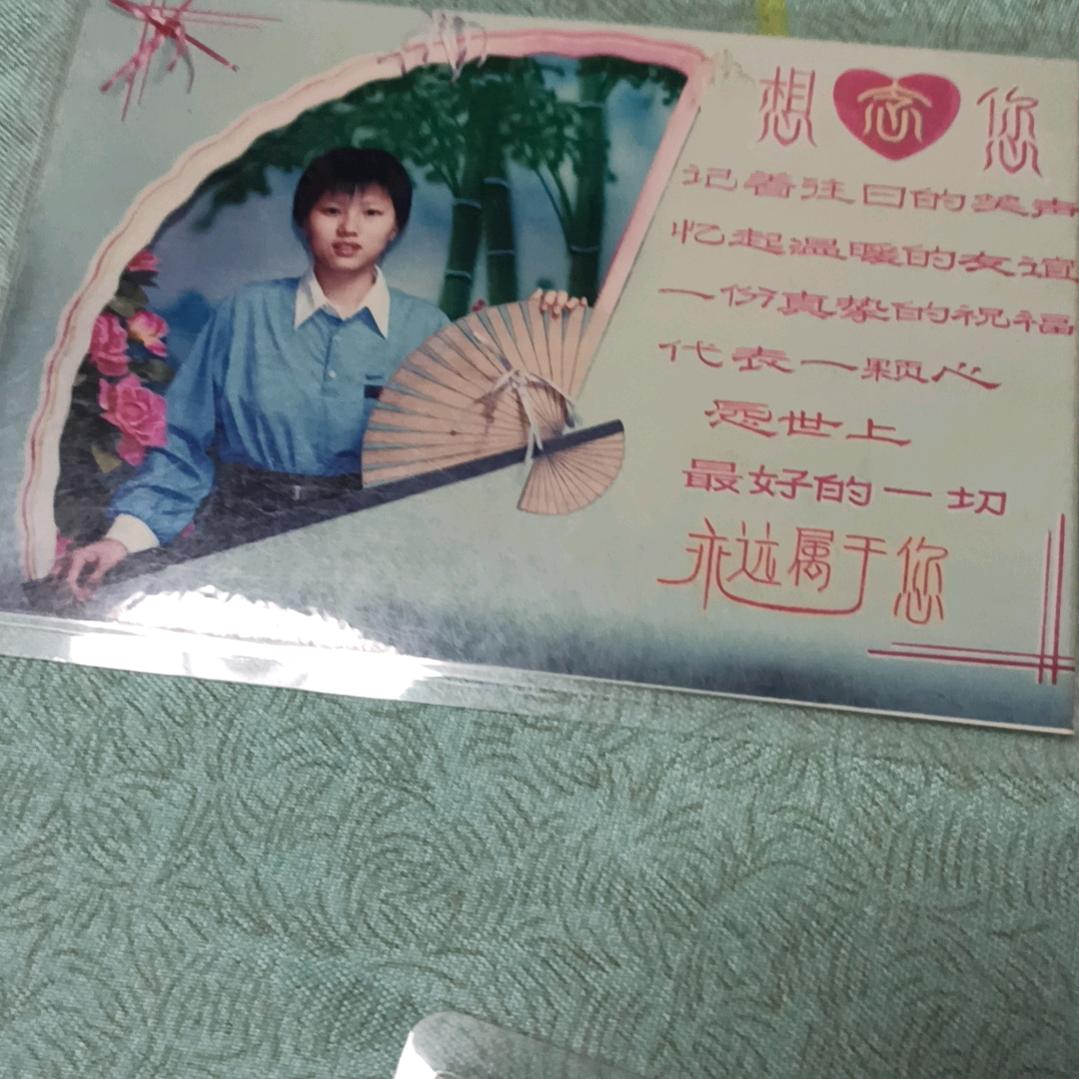 想念您
记着往日的笑声
忆起温暖的友谊
一份真挚的祝福
代表一颗心
愿世上
最好的一切
永远属于您